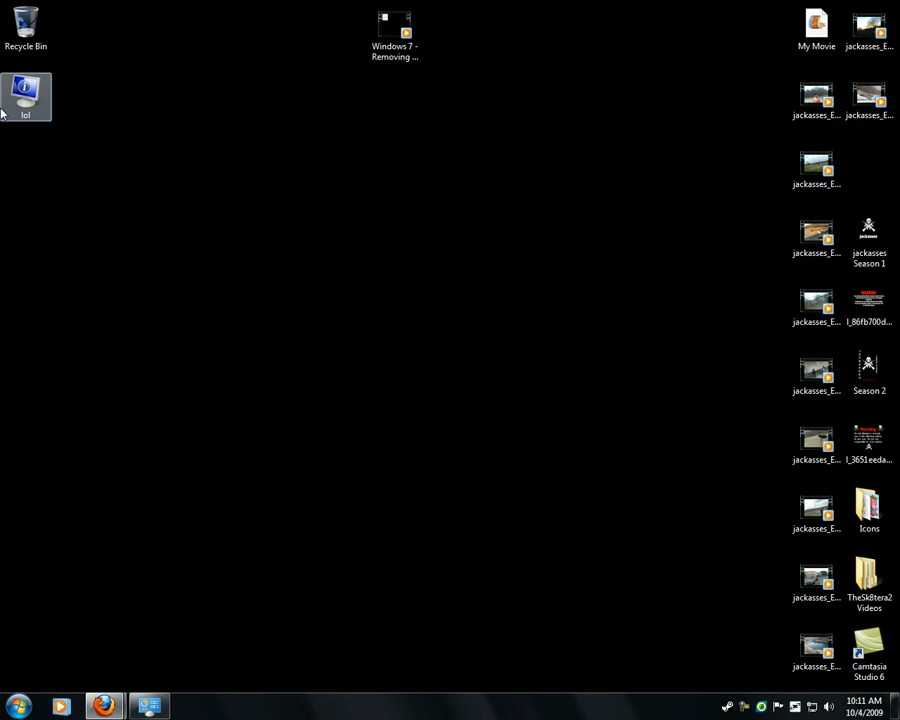 Recycle Bin
lol
Windows 7 -
Removing ...
My Movie
jackasses_E...
jackasses_E...
jackasses_E...
jackasses_E...
jackasses_E...
jackasses
Season 1
jackasses_E...
l_86fb700d...
jackasses_E...
Season 2
jackasses_E...
l_3651eeda...
jackasses_E...
Icons
jackasses_E...
TheSk8tera2
Videos
jackasses_E...
Camtasia
Studio 6
jackasses_E...
10:11 AM
10/4/2009